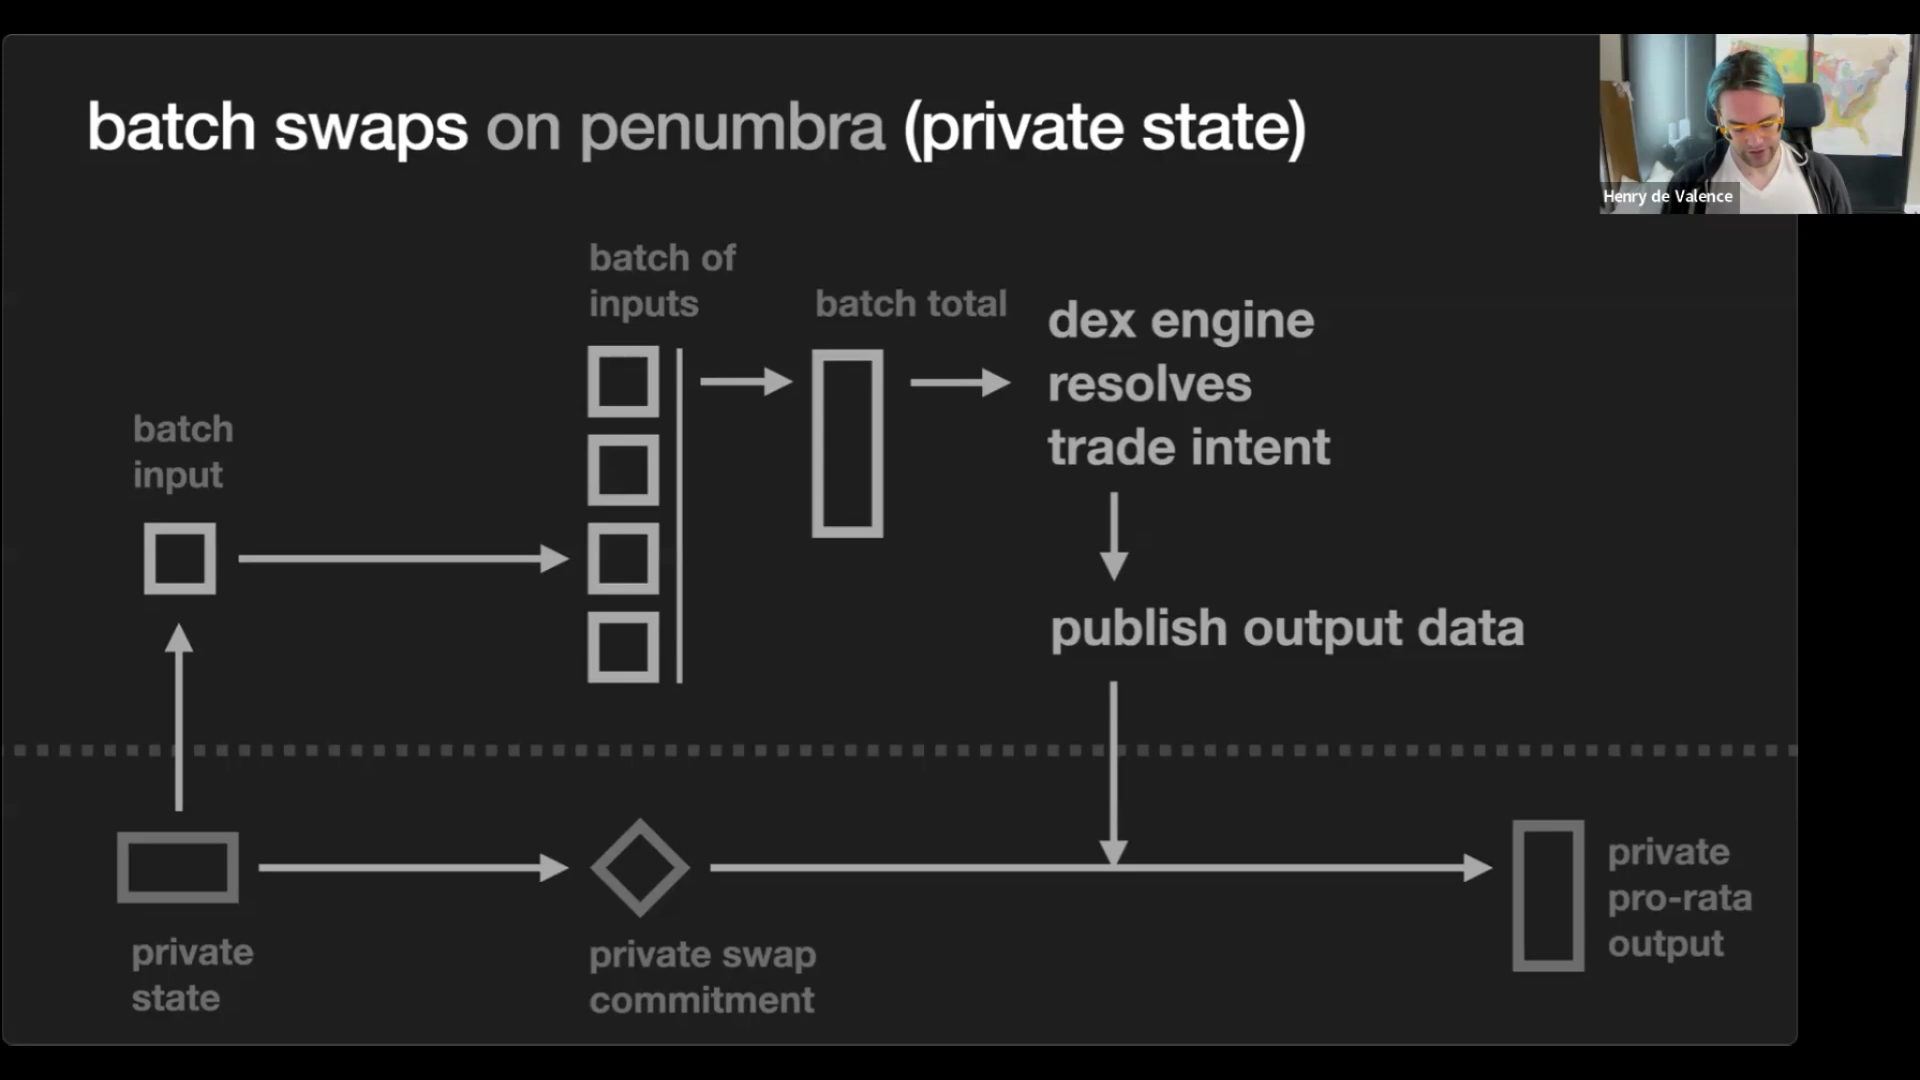 batch swaps on penumbra (private state)
Henry de Valence
batch of
inputs
batch total
dex engine
resolves
trade intent
batch
input
publish output data
private
state
private swap
commitment
private
pro-rata
output